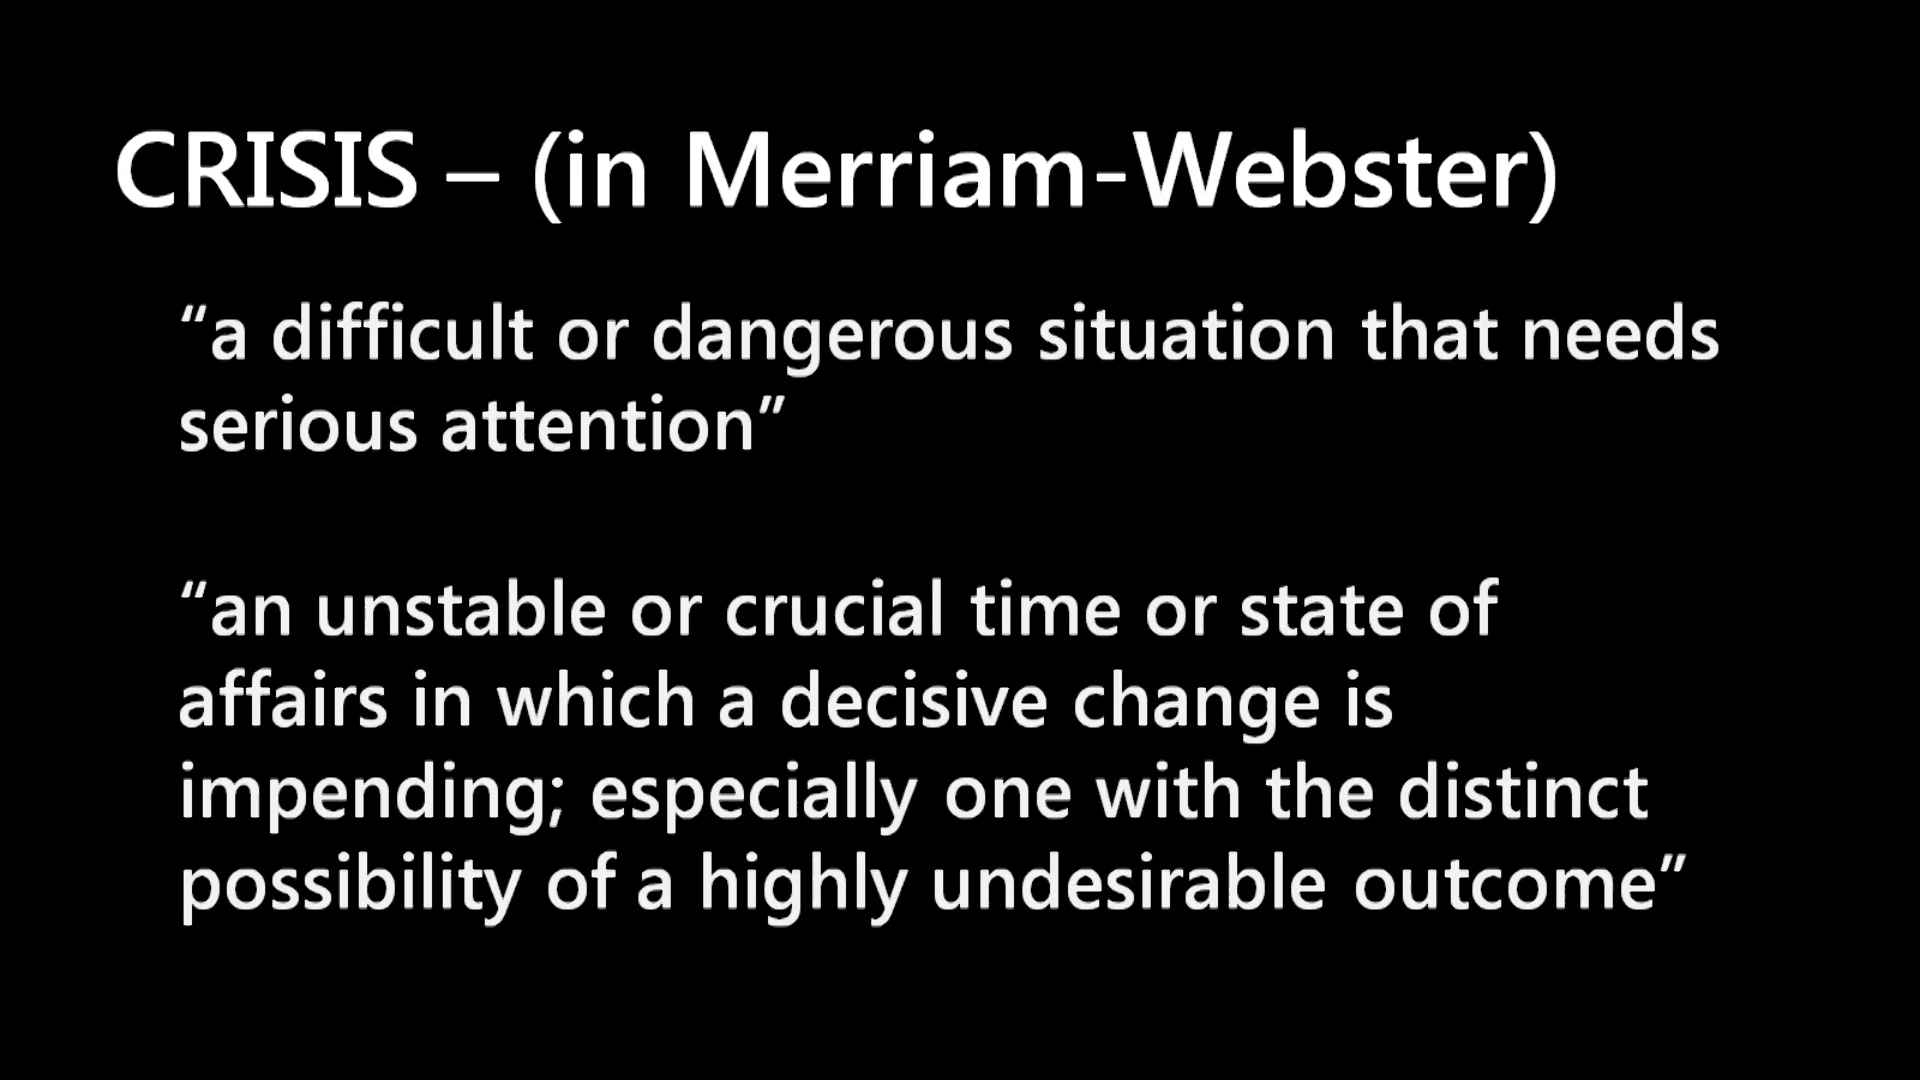 CRISIS – (in Merriam-Webster)
“a difficult or dangerous situation that needs
serious attention”
“an unstable or crucial time or state of
affairs in which a decisive change is
impending; especially one with the distinct
possibility of a highly undesirable outcome”